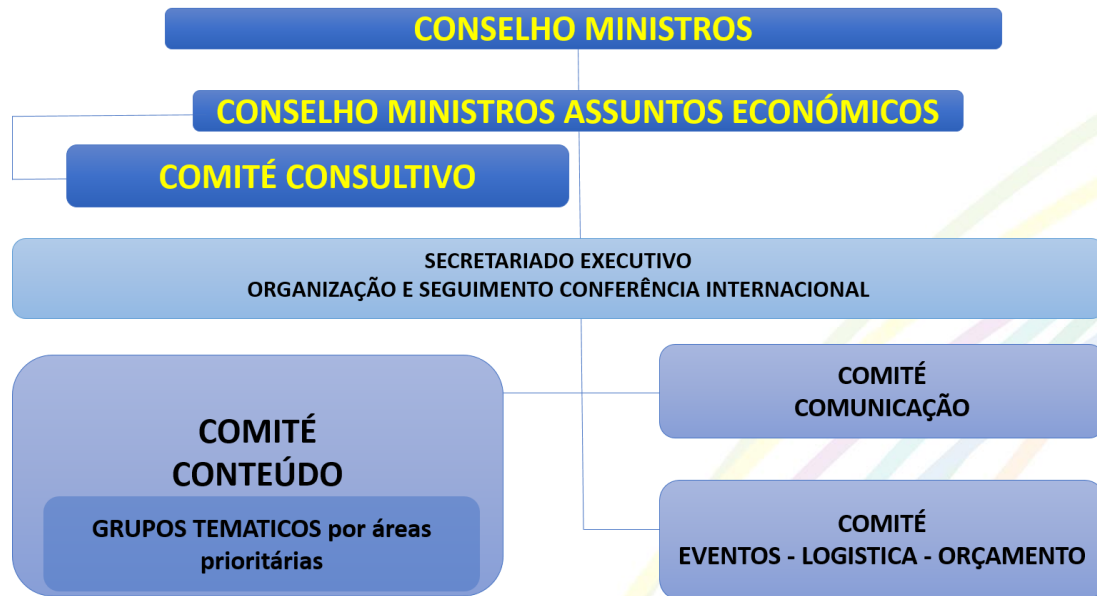 CONSELHO MINISTROS
CONSELHO MINISTROS ASSUNTOS ECONÓMICOS
COMITÉ CONSULTIVO
SECRETARIADO EXECUTIVO
ORGANIZAÇÃO E SEGUIMENTO CONFERÊNCIA INTERNACIONAL
COMITÉ
CONTEÚDO
GRUPOS TEMATICOS por áreas
prioritárias
COMITÉ
COMUNICAÇÃO
COMITÉ
EVENTOS - LOGISTICA - ORÇAMENTO